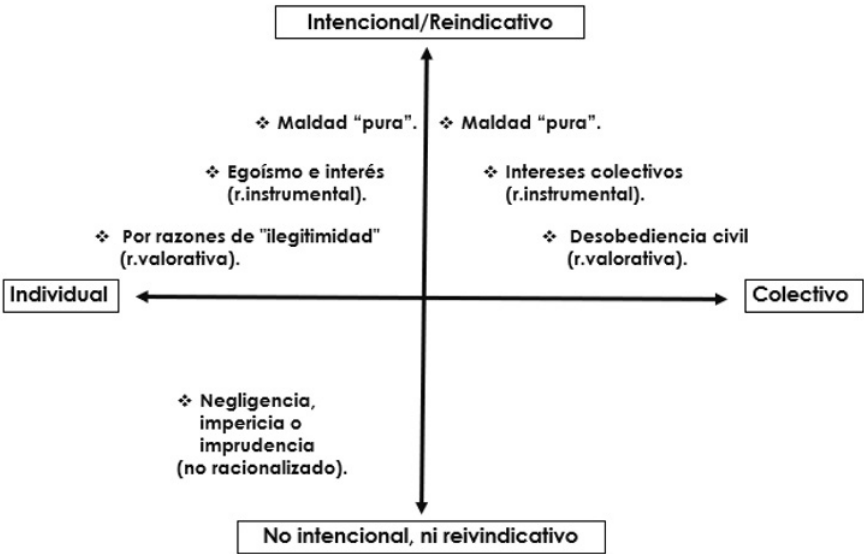 Intencional/Reindicativo
❖ Maldad “pura”.
❖ Maldad “pura”.
❖ Egoísmo e interés
(r.instrumental).
❖ Intereses colectivos
(r.instrumental).
❖ Por razones de "ilegitimidad"
(r.valorativa).
❖ Desobediencia civil
(r.valorativa).
Individual
Colectivo
❖ Negligencia,
impericia o
imprudencia
(no racionalizado).
No intencional, ni reivindicativo